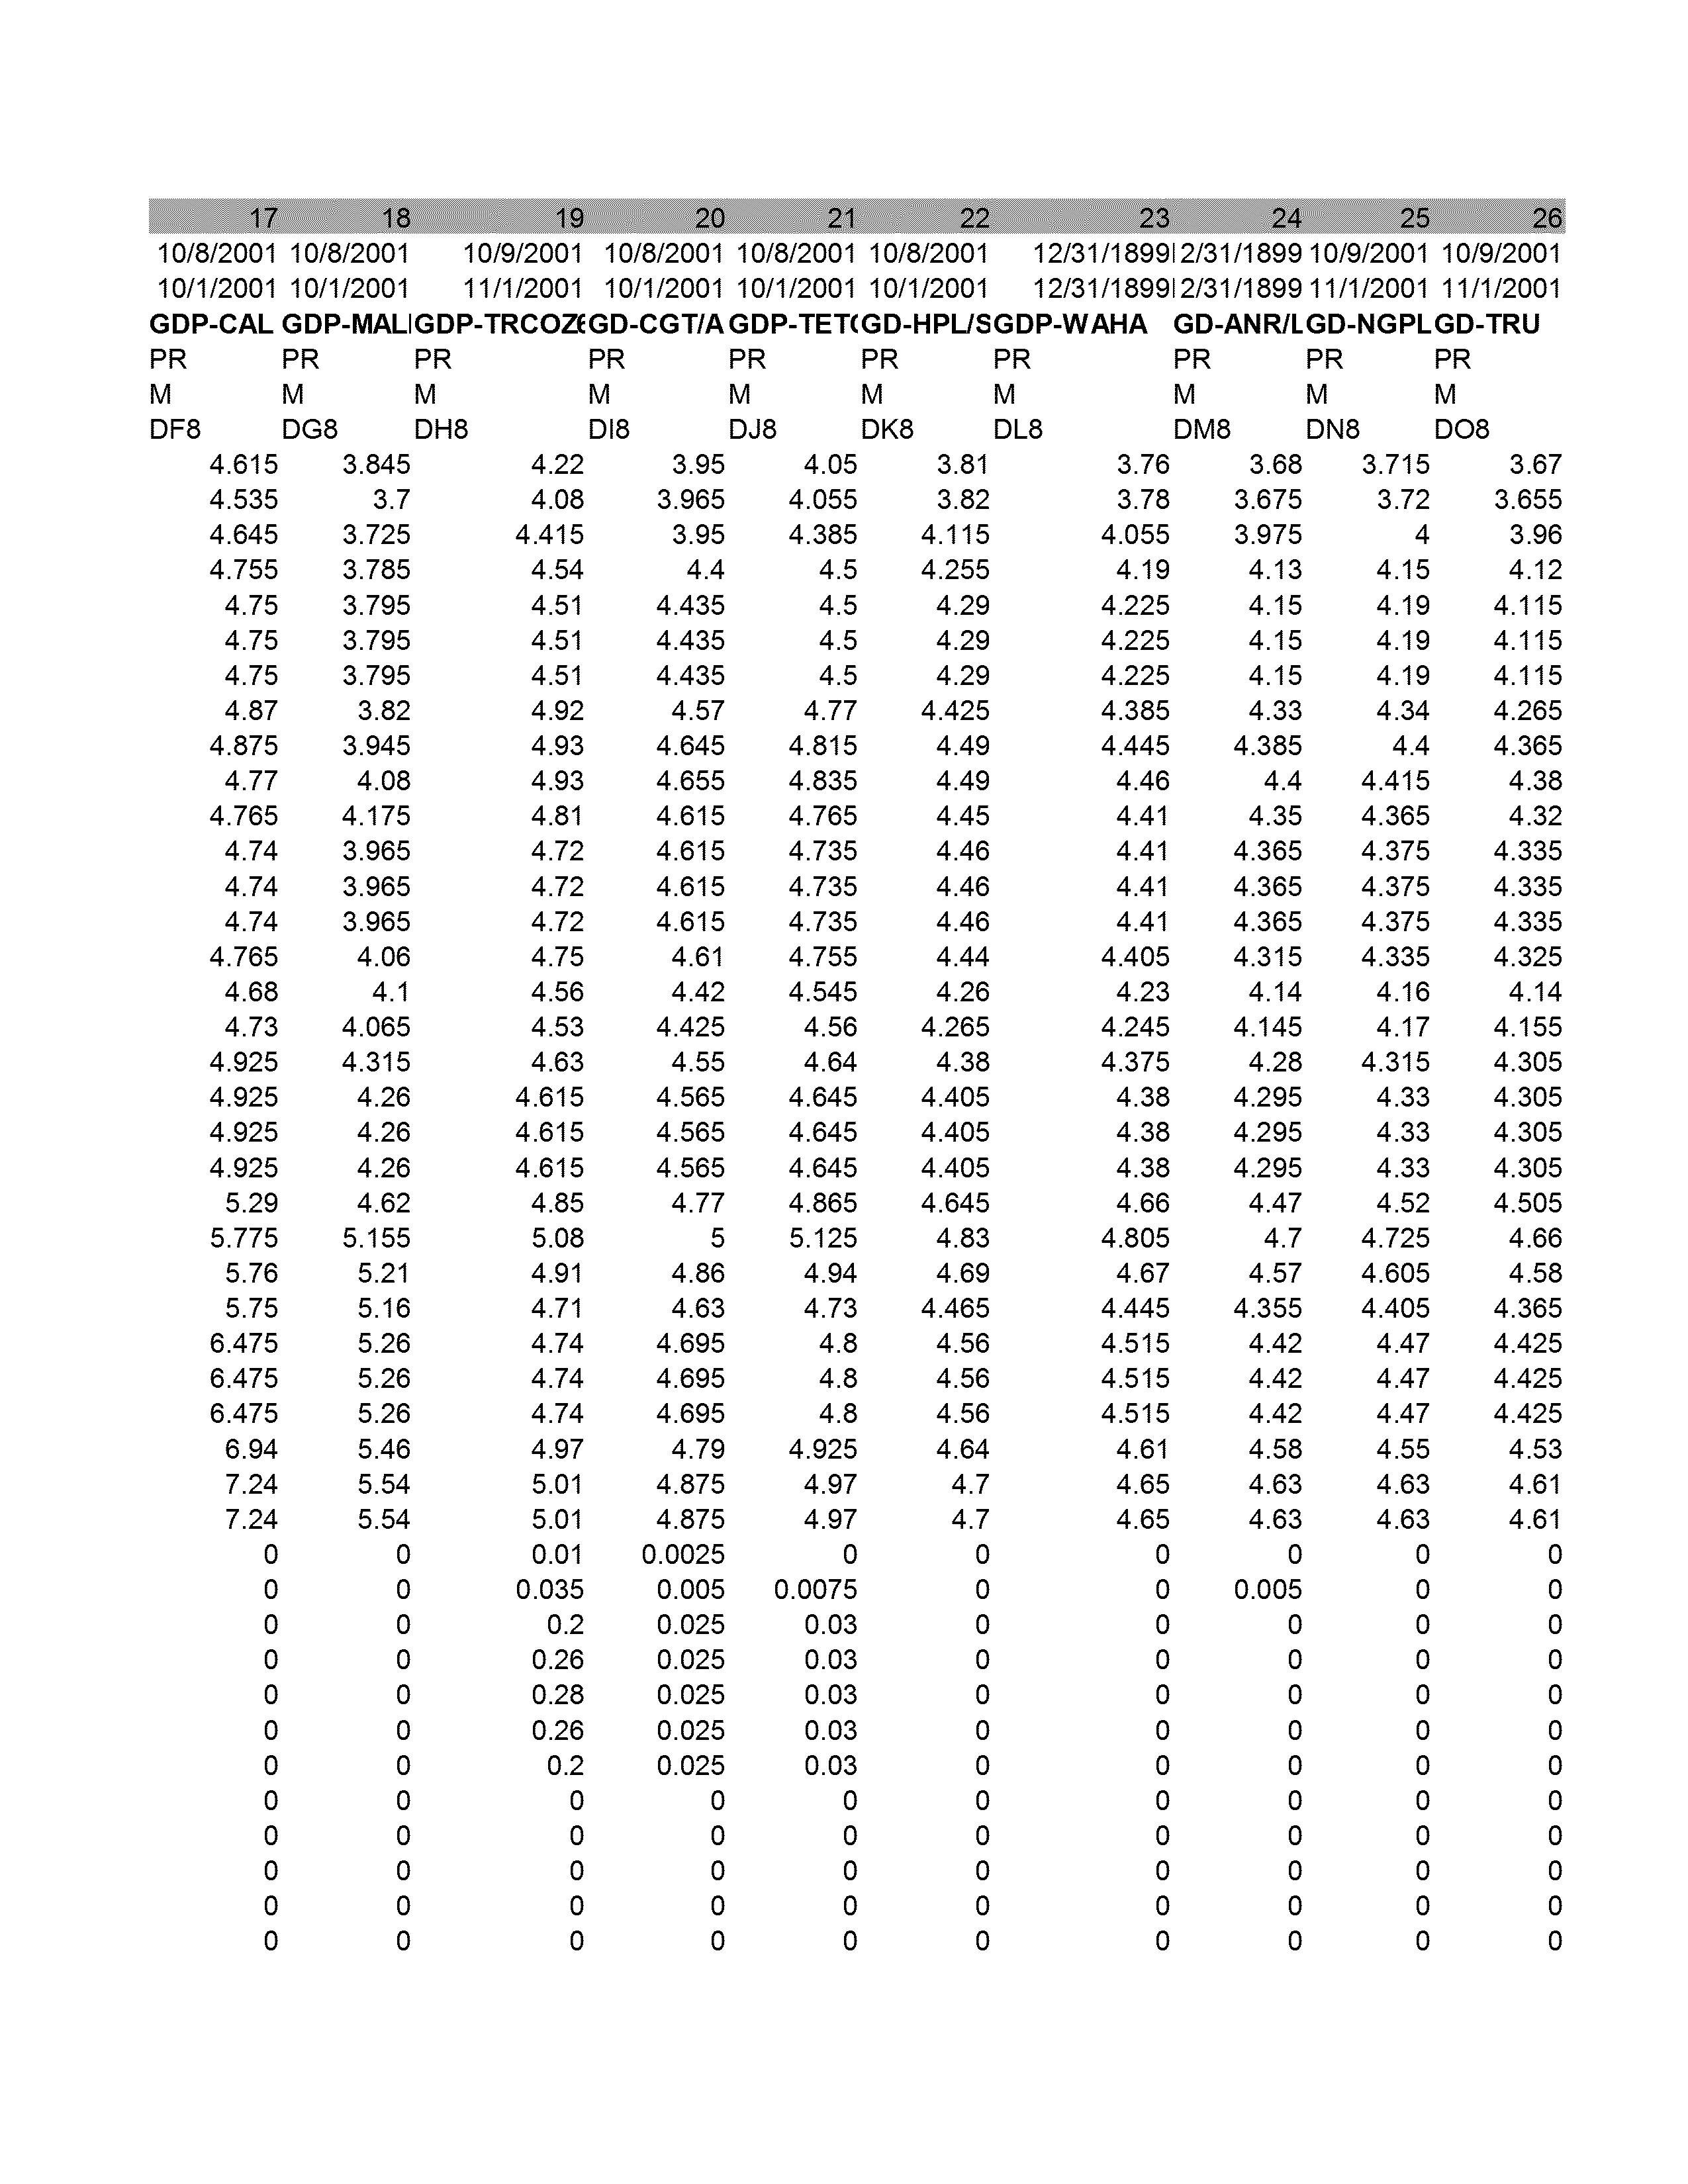 17 18 19 20 21 22 23 24 25 26
10/8/2001 10/8/2001 10/9/2001 10/8/2001 10/8/2001 10/8/2001 12/31/1899 2/31/1899 10/9/2001 10/9/2001
10/1/2001 10/1/2001 11/1/2001 10/1/2001 10/1/2001 10/1/2001 12/31/1899 2/31/1899 11/1/2001 11/1/2001
GDP-CAL GDP-MALI GDP-TRCOZ6 GD-CGT/A GDP-TETC GD-HPL/S GDP-WAHA GD-ANR/L GD-NGPL GD-TRU
PR PR PR PR PR PR PR PR PR PR
M M M M M M M M M M
DF8 DG8 DH8 DI8 DJ8 DK8 DL8 DM8 DN8 DO8
4.615 3.845 4.22 3.95 4.05 3.81 3.76 3.68 3.715 3.67
4.535 3.7 4.08 3.965 4.055 3.82 3.78 3.675 3.72 3.655
4.645 3.725 4.415 3.95 4.385 4.115 4.055 3.975 4 3.96
4.755 3.785 4.54 4.4 4.5 4.255 4.19 4.13 4.15 4.12
4.75 3.795 4.51 4.435 4.5 4.29 4.225 4.15 4.19 4.115
4.75 3.795 4.51 4.435 4.5 4.29 4.225 4.15 4.19 4.115
4.75 3.795 4.51 4.435 4.5 4.29 4.225 4.15 4.19 4.115
4.87 3.82 4.92 4.57 4.77 4.425 4.385 4.33 4.34 4.265
4.875 3.945 4.93 4.645 4.815 4.49 4.445 4.385 4.4 4.365
4.77 4.08 4.93 4.655 4.835 4.49 4.46 4.4 4.415 4.38
4.765 4.175 4.81 4.615 4.765 4.45 4.41 4.35 4.365 4.32
4.74 3.965 4.72 4.615 4.735 4.46 4.41 4.365 4.375 4.335
4.74 3.965 4.72 4.615 4.735 4.46 4.41 4.365 4.375 4.335
4.74 3.965 4.72 4.615 4.735 4.46 4.41 4.365 4.375 4.335
4.765 4.06 4.75 4.61 4.755 4.44 4.405 4.315 4.335 4.325
4.68 4.1 4.56 4.42 4.545 4.26 4.23 4.14 4.16 4.14
4.73 4.065 4.53 4.425 4.56 4.265 4.245 4.145 4.17 4.155
4.925 4.315 4.63 4.55 4.64 4.38 4.375 4.28 4.315 4.305
4.925 4.26 4.615 4.565 4.645 4.405 4.38 4.295 4.33 4.305
4.925 4.26 4.615 4.565 4.645 4.405 4.38 4.295 4.33 4.305
4.925 4.26 4.615 4.565 4.645 4.405 4.38 4.295 4.33 4.305
5.29 4.62 4.85 4.77 4.865 4.645 4.66 4.47 4.52 4.505
5.775 5.155 5.08 5 5.125 4.83 4.805 4.7 4.725 4.66
5.76 5.21 4.91 4.86 4.94 4.69 4.67 4.57 4.605 4.58
5.75 5.16 4.71 4.63 4.73 4.465 4.445 4.355 4.405 4.365
6.475 5.26 4.74 4.695 4.8 4.56 4.515 4.42 4.47 4.425
6.475 5.26 4.74 4.695 4.8 4.56 4.515 4.42 4.47 4.425
6.475 5.26 4.74 4.695 4.8 4.56 4.515 4.42 4.47 4.425
6.94 5.46 4.97 4.79 4.925 4.64 4.61 4.58 4.55 4.53
7.24 5.54 5.01 4.875 4.97 4.7 4.65 4.63 4.63 4.61
7.24 5.54 5.01 4.875 4.97 4.7 4.65 4.63 4.63 4.61
0 0 0.01 0.0025 0 0 0 0 0 0
0 0 0.035 0.005 0.0075 0 0 0.005 0 0
0 0 0.2 0.025 0.03 0 0 0 0 0
0 0 0.26 0.025 0.03 0 0 0 0 0
0 0 0.28 0.025 0.03 0 0 0 0 0
0 0 0.26 0.025 0.03 0 0 0 0 0
0 0 0.2 0.025 0.03 0 0 0 0 0
0 0 0 0 0 0 0 0 0 0
0 0 0 0 0 0 0 0 0 0
0 0 0 0 0 0 0 0 0 0
0 0 0 0 0 0 0 0 0 0
0 0 0 0 0 0 0 0 0 0